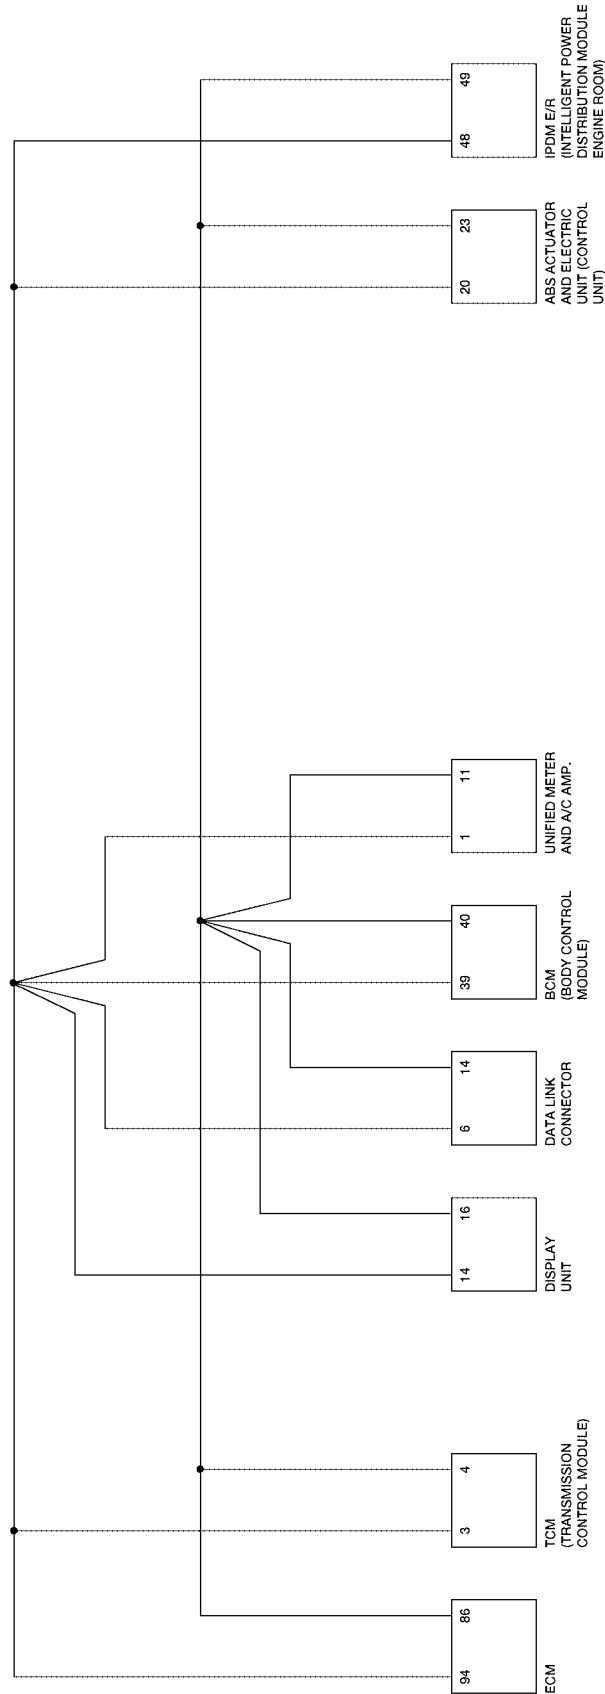 94
86
ECM
3
4
TCM
(TRANSMISSION
CONTROL MODULE)
14
16
DISPLAY
UNIT
6
14
DATA LINK
CONNECTOR
39
40
BCM
(BODY CONTROL
MODULE)
1
11
UNIFIED METER
AND A/C AMP.
20
23
ABS ACTUATOR
AND ELECTRIC
UNIT (CONTROL
UNIT)
48
49
IPDM E/R
(INTELLIGENT POWER
DISTRIBUTION MODULE
ENGINE ROOM)